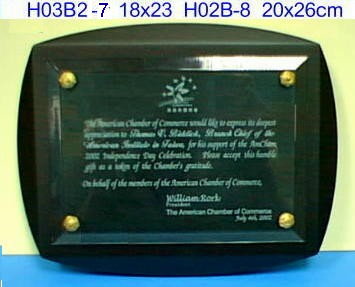 H03B2-7 18x23 H02B-8 20x26cm
The American Chamber of Commerce would like to express its deepest
appreciation to Thomas V. Biddick, Branch Chief of the
American Institute in Taiwan, for his support of the AmCham
2002 Independence Day Celebration. Please accept this humble
gift as a token of the Chamber's gratitude.
On behalf of the members of the American Chamber of Commerce,
William Rork
President
The American Chamber of Commerce
July 4th, 2002